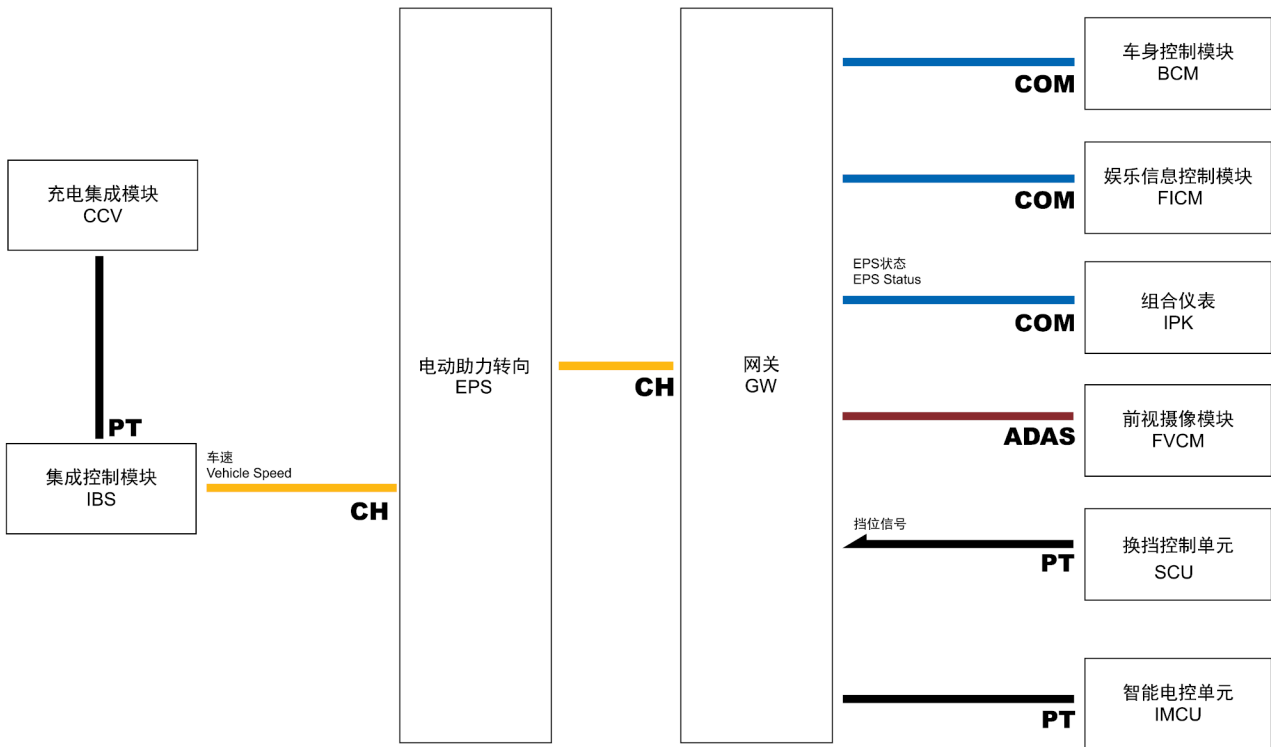 充电集成模块
CCV
PT
集成控制模块
IBS
车速
Vehicle Speed
CH
电动助力转向
EPS
CH
网关
GW
COM
车身控制模块
BCM
COM
娱乐信息控制模块
FICM
EPS状态
EPS Status
COM
组合仪表
IPK
ADAS
前视摄像模块
FVCM
挡位信号
PT
换挡控制单元
SCU
PT
智能电控单元
IMCU